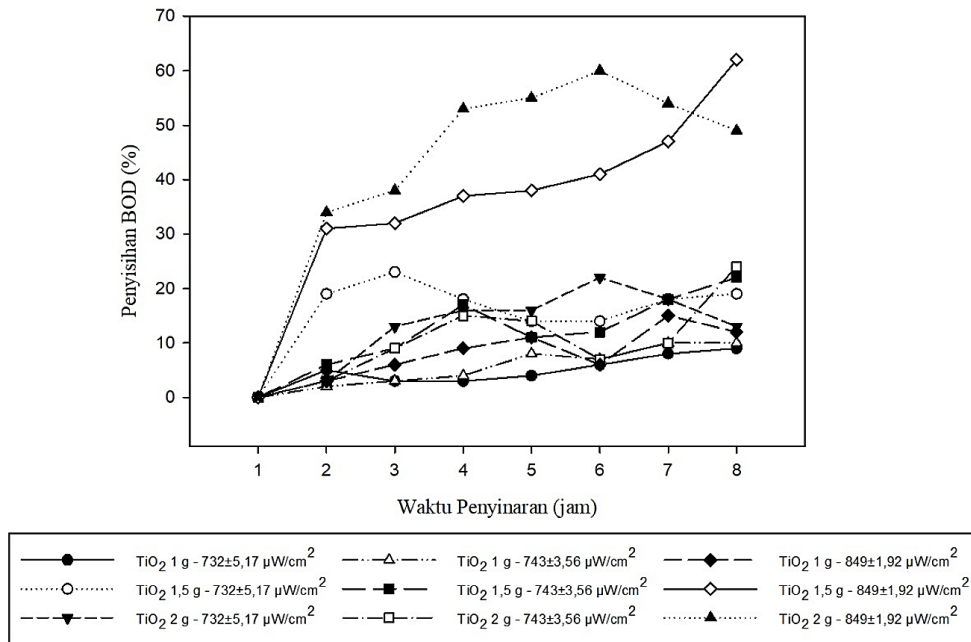 70
60
50
40
30
20
10
0
Penyisihan BOD (%)
1 2 3 4 5 6 7 8
Waktu Penyinaran (jam)
TiO2 1 g - 732±5,17 µW/cm2 TiO2 1 g - 743±3,56 µW/cm2 TiO2 1 g - 849±1,92 µW/cm2
TiO2 1,5 g - 732±5,17 µW/cm2 TiO2 1,5 g - 743±3,56 µW/cm2 TiO2 1,5 g - 849±1,92 µW/cm2
TiO2 2 g - 732±5,17 µW/cm2 TiO2 2 g - 743±3,56 µW/cm2 TiO2 2 g - 849±1,92 µW/cm2